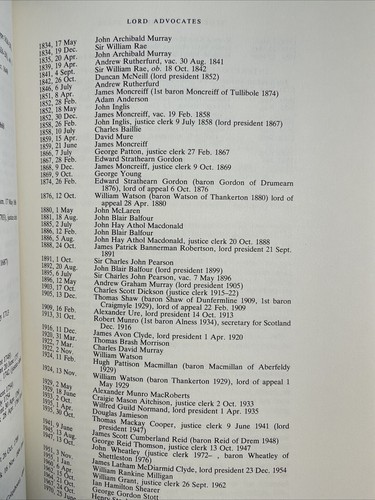 LORD ADVOCATES
1834, 17 May John Archibald Murray
1834, 19 Dec. Sir William Rae
1835, 20 Apr. John Archibald Murray
1839, 19 Apr. Andrew Rutherfurd, vac. 30 Aug. 1841
1841, 4 Sept. Sir William Rae, ob. 18 Oct. 1842
1842, 26 Oct. Duncan McNeill (lord president 1852)
1846, 6 July Andrew Rutherfurd
1851, 8 Apr. James Moncreiff (1st baron Moncreiff of Tullibole 1874)
1852, 28 Feb. Adam Anderson
1852, 18 May John Inglis
1852, 30 Dec. James Moncreiff, vac. 19 Feb. 1858
1858, 26 Feb. John Inglis, justice clerk 9 July 1858 (lord president 1867)
1858, 10 July Charles Baillie
1859, 15 Apr. David Mure
1859, 21 June James Moncreiff
1866, 7 July George Patton, justice clerk 27 Feb. 1867
1867, 28 Feb. Edward Strathearn Gordon
1868, 9 Dec. James Moncreiff, justice clerk 9 Oct. 1869
1869, 9 Oct. George Young
1874, 26 Feb. Edward Strathearn Gordon (baron Gordon of Drumearn
1876), lord of appeal 6 Oct. 1876
1876, 12 Oct. William Watson (baron Watson of Thankerton 1880) lord of
appeal 28 Apr. 1880
1880, 1 May John McLaren
1881, 18 Aug. John Blair Balfour
1885, 2 July John Hay Athol Macdonald
1886, 12 Feb. John Blair Balfour
1886, 5 Aug. John Hay Athol Macdonald, justice clerk 20 Oct. 1888
1888, 24 Oct. James Patrick Bannerman Robertson, lord president 21 Sept.
1891
1891, 1 Oct. Sir Charles John Pearson
1892, 20 Aug. John Blair Balfour (lord president 1899)
1895, 6 July Sir Charles John Pearson, vac. 7 May 1896
1896, 12 May Andrew Graham Murray (lord president 1905)
1903, 17 Oct. Charles Scott Dickson (justice clerk 1915–22)
1905, 13 Dec. Thomas Shaw (baron Shaw of Dunfermline 1909, 1st baron
Craigmyle 1929), lord of appeal 22 Feb. 1909
1909, 16 Feb. Alexander Ure, lord president 14 Oct. 1913
1913, 31 Oct. Robert Munro (1st baron Alness 1934), secretary for Scotland
Dec. 1916
1916, 11 Dec. James Avon Clyde, lord president 1 Apr. 1920
1920, 31 Mar. Thomas Brash Morrison
1922, 7 Mar. Charles David Murray
2 Nov. William Watson
1924, 11 Feb. Hugh Pattison Macmillan (baron Macmillan of Aberfeldy
1929)
1924, 13 Nov. William Watson (baron Thankerton 1929), lord of appeal 1
May 1929
1929, 2 May Alexander Munro MacRoberts
18 June Craigie Mason Aitchison, justice clerk 2 Oct. 1933
2 Oct. Wilfred Guild Normand, lord president 1 Apr. 1935
1 Apr. Douglas Jamieson
30 Oct. Thomas Mackay Cooper, justice clerk 9 June 1941 (lord
president 1947)
1941, 9 June James Scott Cumberland Reid (baron Reid of Drem 1948)
13 Aug. George Reid Thomson, justice clerk 13 Oct. 1947
13 Oct. John Wheatley (justice clerk 1972– , baron Wheatley of
Shettleston 1976)
3 Nov. James Latham McDiarmid Clyde, lord president 23 Dec. 1954
William Rankine Milligan
William Grant, justice clerk 26 Sept. 1962
Ian Hamilton Shearer
Henry Gordon Stott